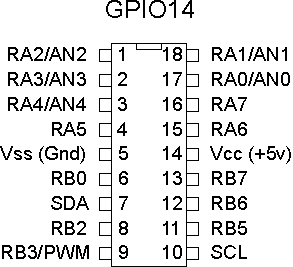 GPIO14
RA2/AN2 1 18 RA1/AN1
RA3/AN3 2 17 RA0/AN0
RA4/AN4 3 16 RA7
RA5 4 15 RA6
Vss (Gnd) 5 14 Vcc (+5v)
RB0 6 13 RB7
SDA 7 12 RB6
RB2 8 11 RB5
RB3/PWM 9 10 SCL